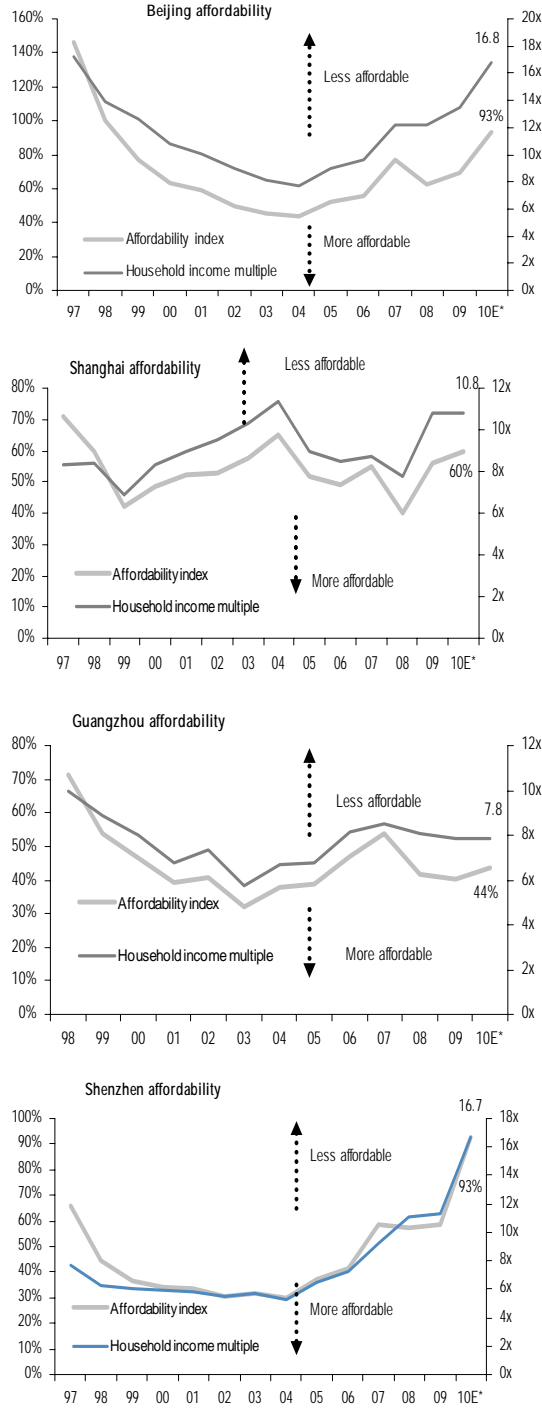 Beijing affordability
160%
140%
120%
100%
80%
60%
40%
20%
0%
20x
18x
16x
14x
12x
10x
8x
6x
4x
2x
0x
16.8
Less affordable
93%
Affordability index
More affordable
Household income multiple
97 98 99 00 01 02 03 04 05 06 07 08 09 10E*
Shanghai affordability
Less affordable
80%
70%
60%
50%
40%
30%
20%
10%
0%
12x
10x
8x
6x
4x
2x
0x
10.8
60%
Affordability index
More affordable
Household income multiple
97 98 99 00 01 02 03 04 05 06 07 08 09 10E*
Guangzhou affordability
80%
70%
60%
50%
40%
30%
20%
10%
0%
12x
10x
8x
6x
4x
2x
0x
Less affordable
7.8
44%
Affordability index
Household income multiple
More affordable
98 99 00 01 02 03 04 05 06 07 08 09 10E*
Shenzhen affordability
100%
90%
80%
70%
60%
50%
40%
30%
20%
10%
0%
18x
16x
14x
12x
10x
8x
6x
4x
2x
0x
16.7
Less affordable
93%
Affordability index
More affordable
Household income multiple
97 98 99 00 01 02 03 04 05 06 07 08 09 10E*